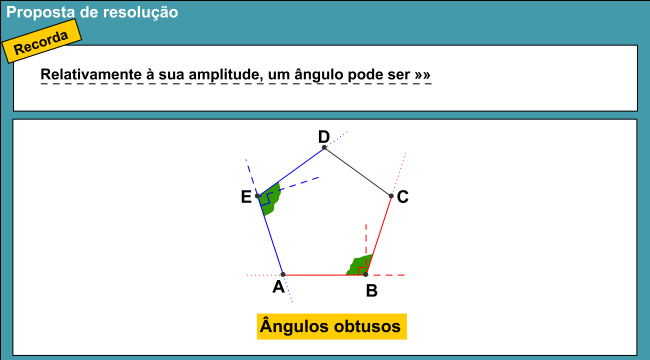 Proposta de resolução
Recorda
Relativamente à sua amplitude, um ângulo pode ser »»
D
E
C
A
B
Ângulos obtusos